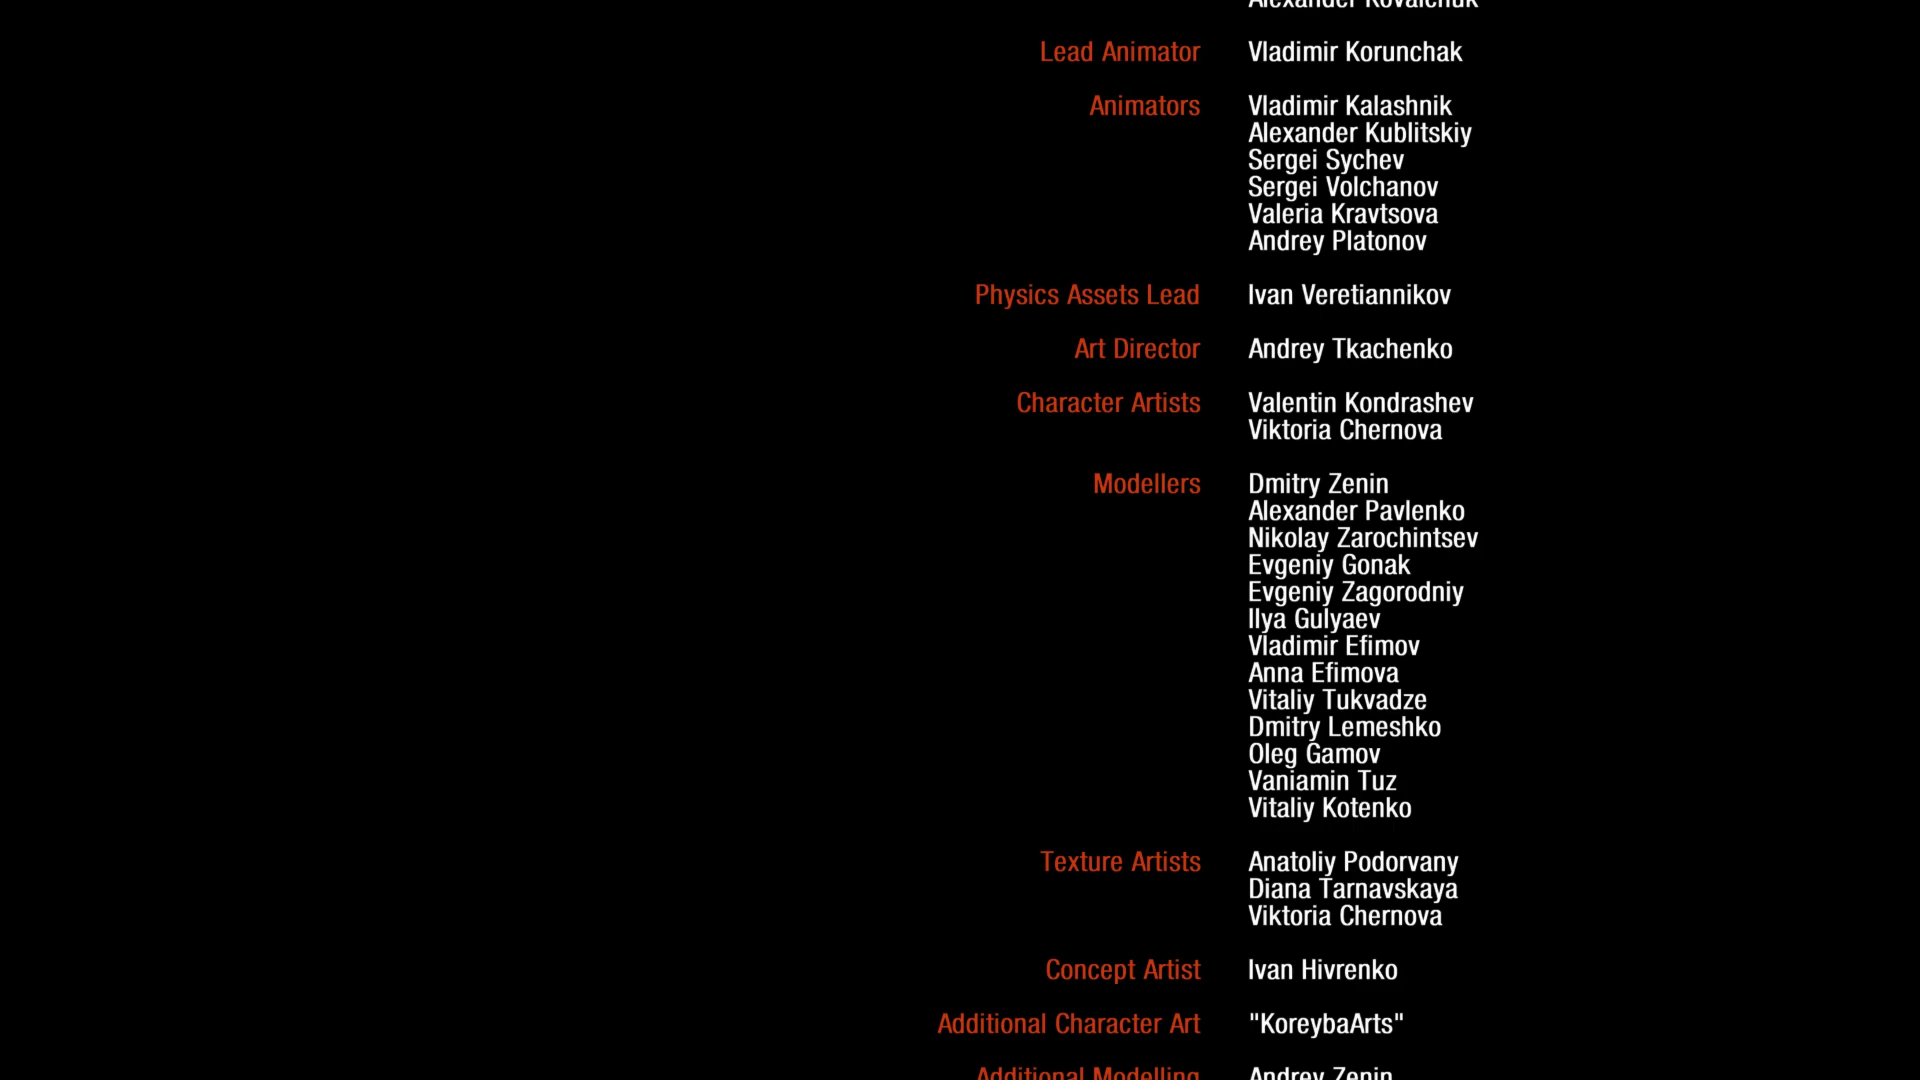 Alexander Kovalchuk
Lead Animator Vladimir Korunchak
Animators Vladimir Kalashnik
Alexander Kublitskiy
Sergei Sychev
Sergei Volchanov
Valeria Kravtsova
Andrey Platonov
Physics Assets Lead Ivan Veretiannikov
Art Director Andrey Tkachenko
Character Artists Valentin Kondrashev
Viktoria Chernova
Modellers Dmitry Zenin
Alexander Pavlenko
Nikolay Zarochintsev
Evgeniy Gonak
Evgeniy Zagorodniy
Ilya Gulyaev
Vladimir Efimov
Anna Efimova
Vitaliy Tukvadze
Dmitry Lemeshko
Oleg Gamov
Vaniamin Tuz
Vitaliy Kotenko
Texture Artists Anatoliy Podorvany
Diana Tarnavskaya
Viktoria Chernova
Concept Artist Ivan Hivrenko
Additional Character Art "KoreybaArts"
Additional Modelling Andrey Zenin